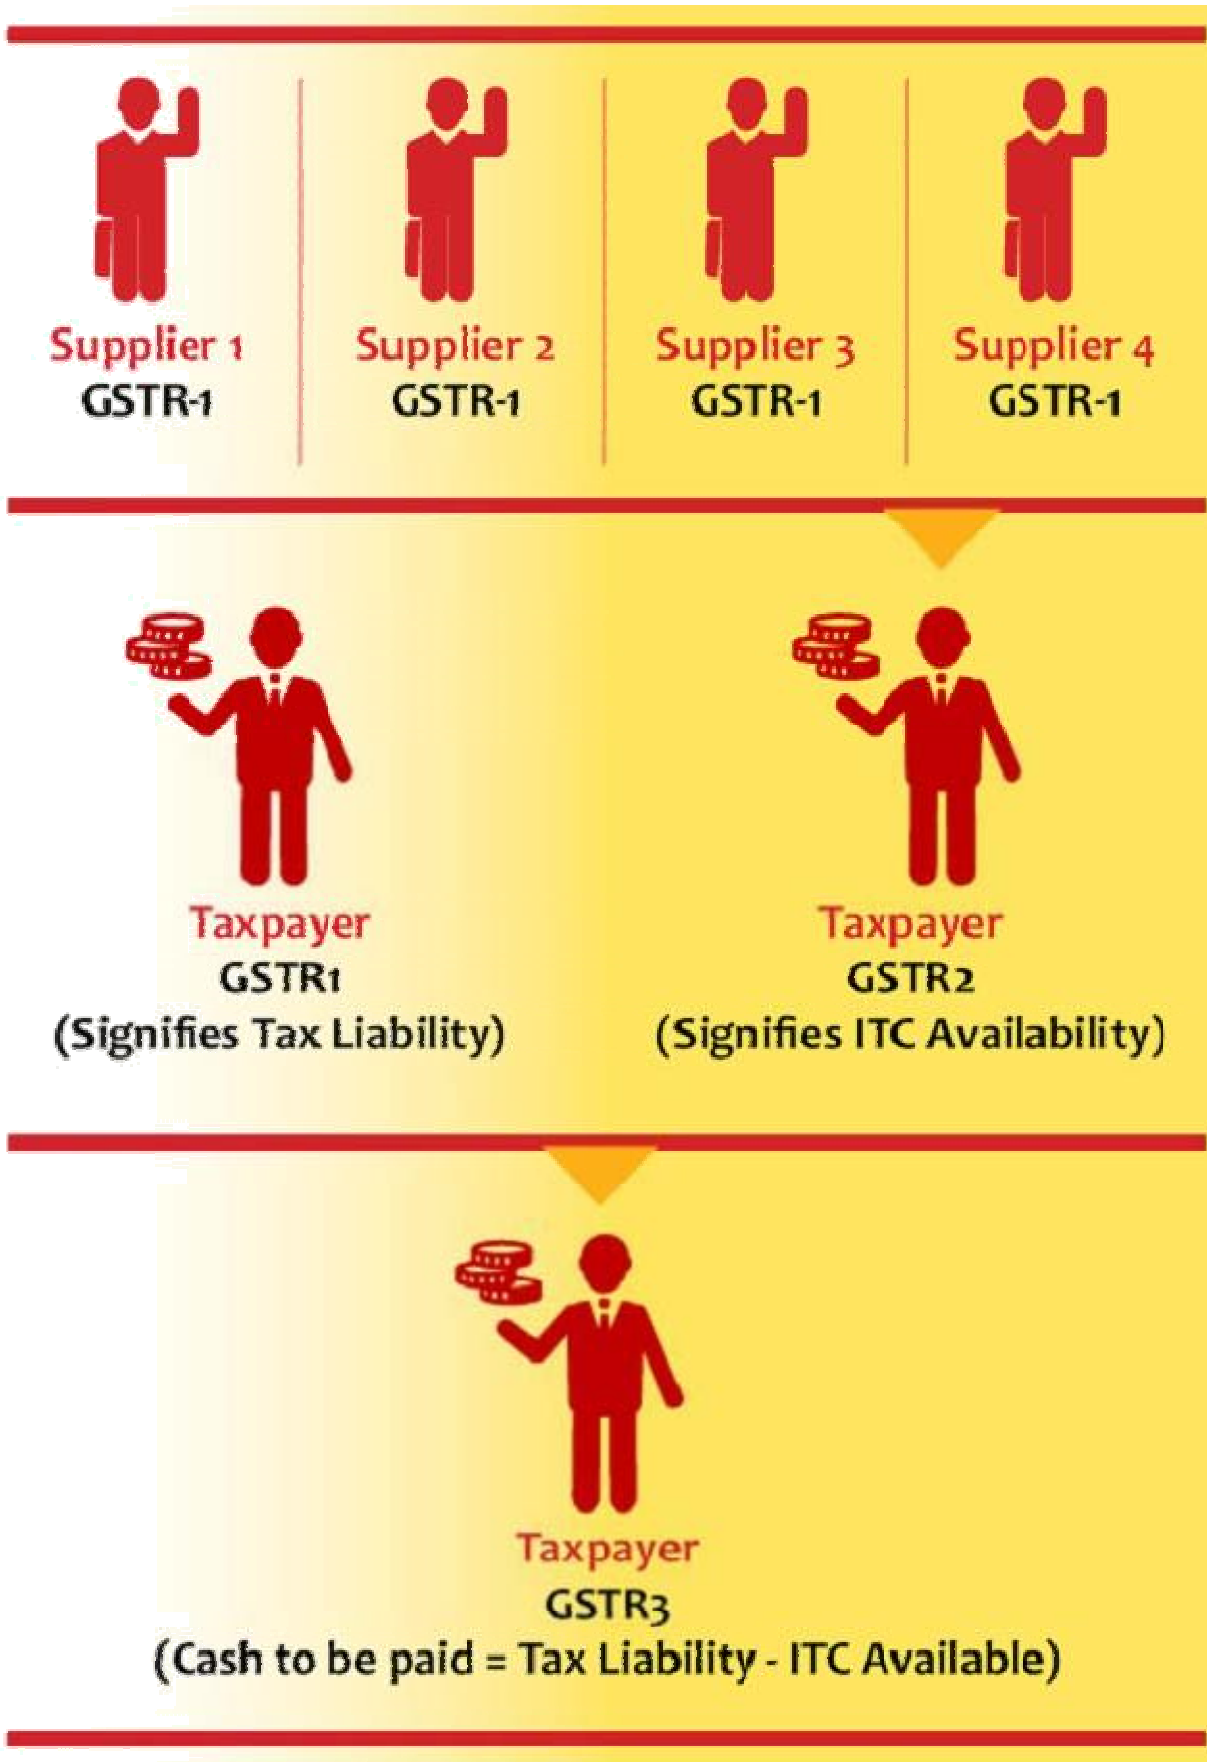 Supplier 1
GSTR-1
Supplier 2
GSTR-1
Supplier 3
GSTR-1
Supplier 4
GSTR-1
Taxpayer
GSTR1
(Signifies Tax Liability)
Taxpayer
GSTR2
(Signifies ITC Availability)
Taxpayer
GSTR3
(Cash to be paid = Tax Liability - ITC Available)